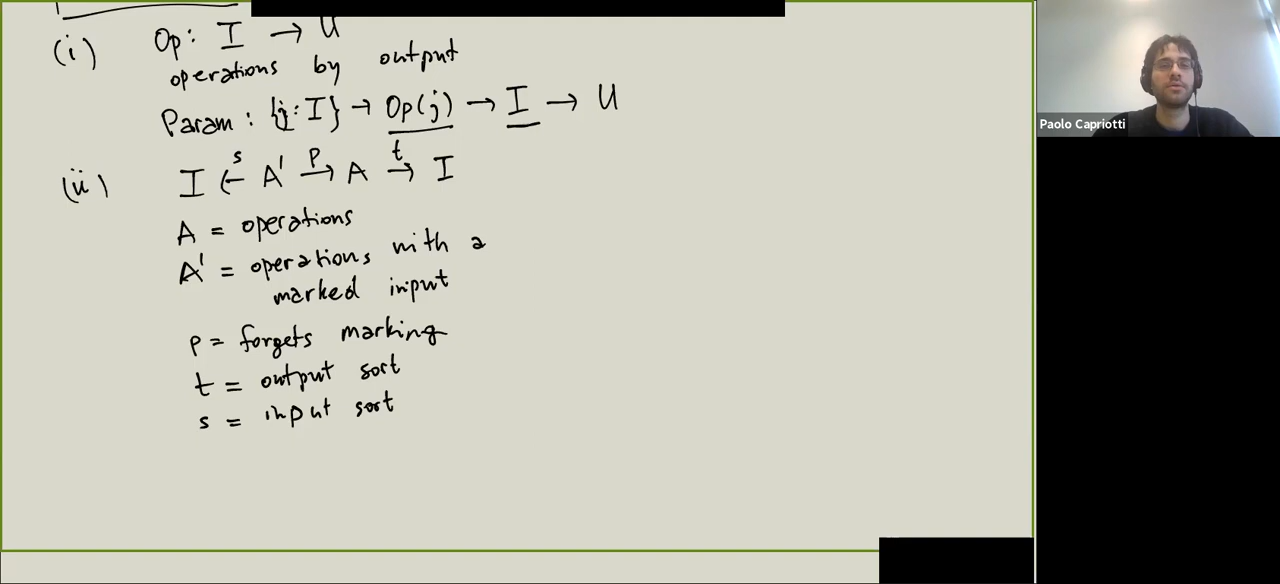 (i) Op: I → U
operations by output
Param: {j: I} → Op(j) → I → U
(ii) I ←s A' →p A →t I
A = operations
A' = operations with a
marked input
p = forgets marking
t = output sort
s = input sort
Paolo Capriotti